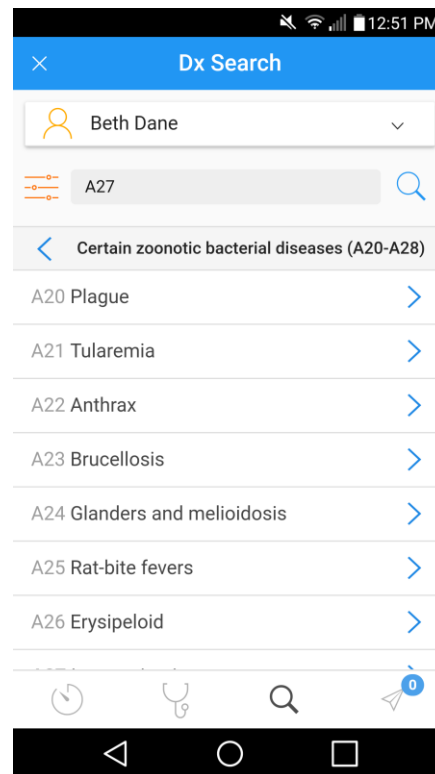 12:51 PM
Dx Search
Beth Dane
A27
Certain zoonotic bacterial diseases (A20-A28)
A20 Plague
A21 Tularemia
A22 Anthrax
A23 Brucellosis
A24 Glanders and melioidosis
A25 Rat-bite fevers
A26 Erysipeloid
0